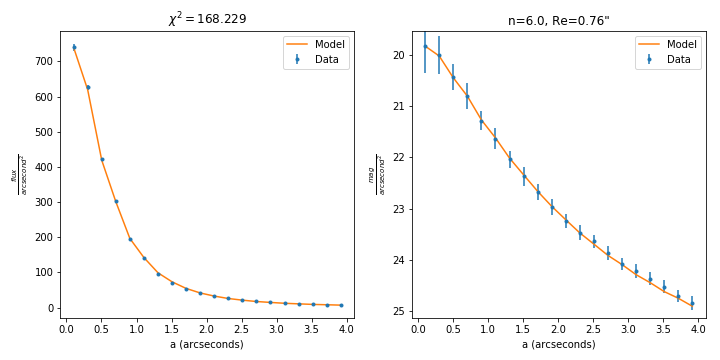 χ² = 168.229
Model
Data
700
600
500
400
300
200
100
0
flux
arcsecond²
0.0 0.5 1.0 1.5 2.0 2.5 3.0 3.5 4.0
a (arcseconds)
n=6.0, Re=0.76"
Model
Data
20
21
22
23
24
25
mag
arcsecond²
0.0 0.5 1.0 1.5 2.0 2.5 3.0 3.5 4.0
a (arcseconds)